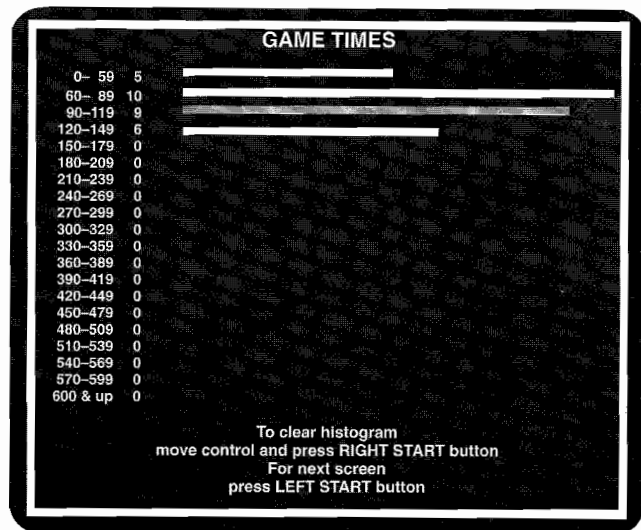 GAME TIMES
0– 59 5
60– 89 10
90–119 9
120–149 6
150–179 0
180–209 0
210–239 0
240–269 0
270–299 0
300–329 0
330–359 0
360–389 0
390–419 0
420–449 0
450–479 0
480–509 0
510–539 0
540–569 0
570–599 0
600 & up 0
To clear histogram
move control and press RIGHT START button
For next screen
press LEFT START button